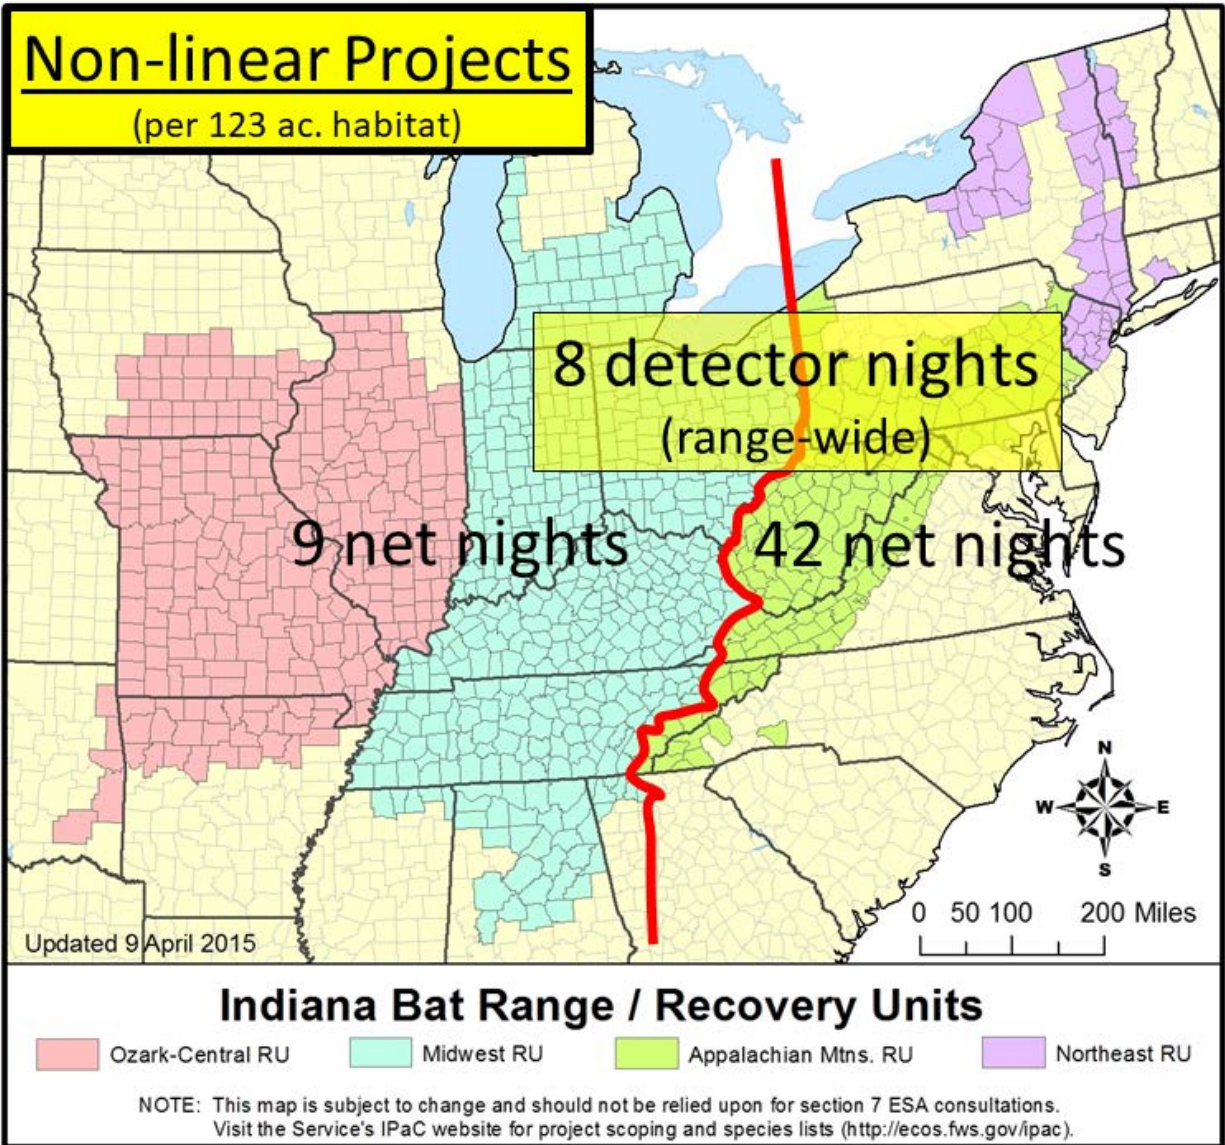 Non-linear Projects
(per 123 ac. habitat)
8 detector nights
(range-wide)
9 net nights
42 net nights
N
W E
S
0 50 100 200 Miles
Updated 9 April 2015
Indiana Bat Range / Recovery Units
Ozark-Central RU Midwest RU Appalachian Mtns. RU Northeast RU
NOTE: This map is subject to change and should not be relied upon for section 7 ESA consultations.
Visit the Service's IPaC website for project scoping and species lists (http://ecos.fws.gov/ipac).